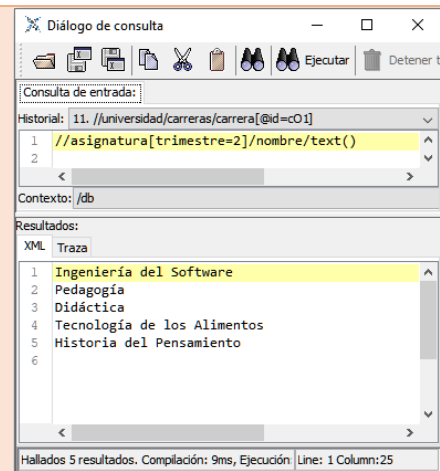 Diálogo de consulta
Ejecutar Detener t
Consulta de entrada:
Historial: 11. //universidad/carreras/carrera[@id=cO1]
1 //asignatura[trimestre=2]/nombre/text()
2
Contexto: /db
Resultados:
XML Traza
1 Ingeniería del Software
2 Pedagogía
3 Didáctica
4 Tecnología de los Alimentos
5 Historia del Pensamiento
6
Hallados 5 resultados. Compilación: 9ms, Ejecución: Line: 1 Column:25